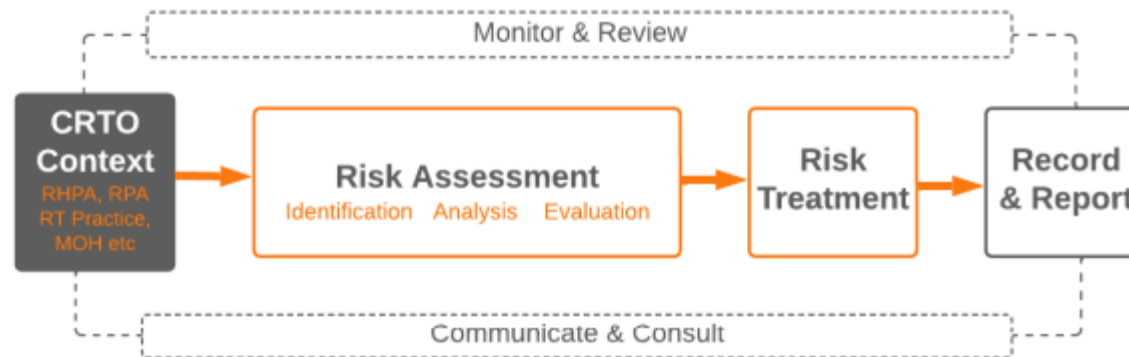 Monitor & Review
CRTO
Context
RHPA, RPA
RT Practice,
MOH etc
Risk Assessment
Identification Analysis Evaluation
Risk
Treatment
Record
& Report
Communicate & Consult